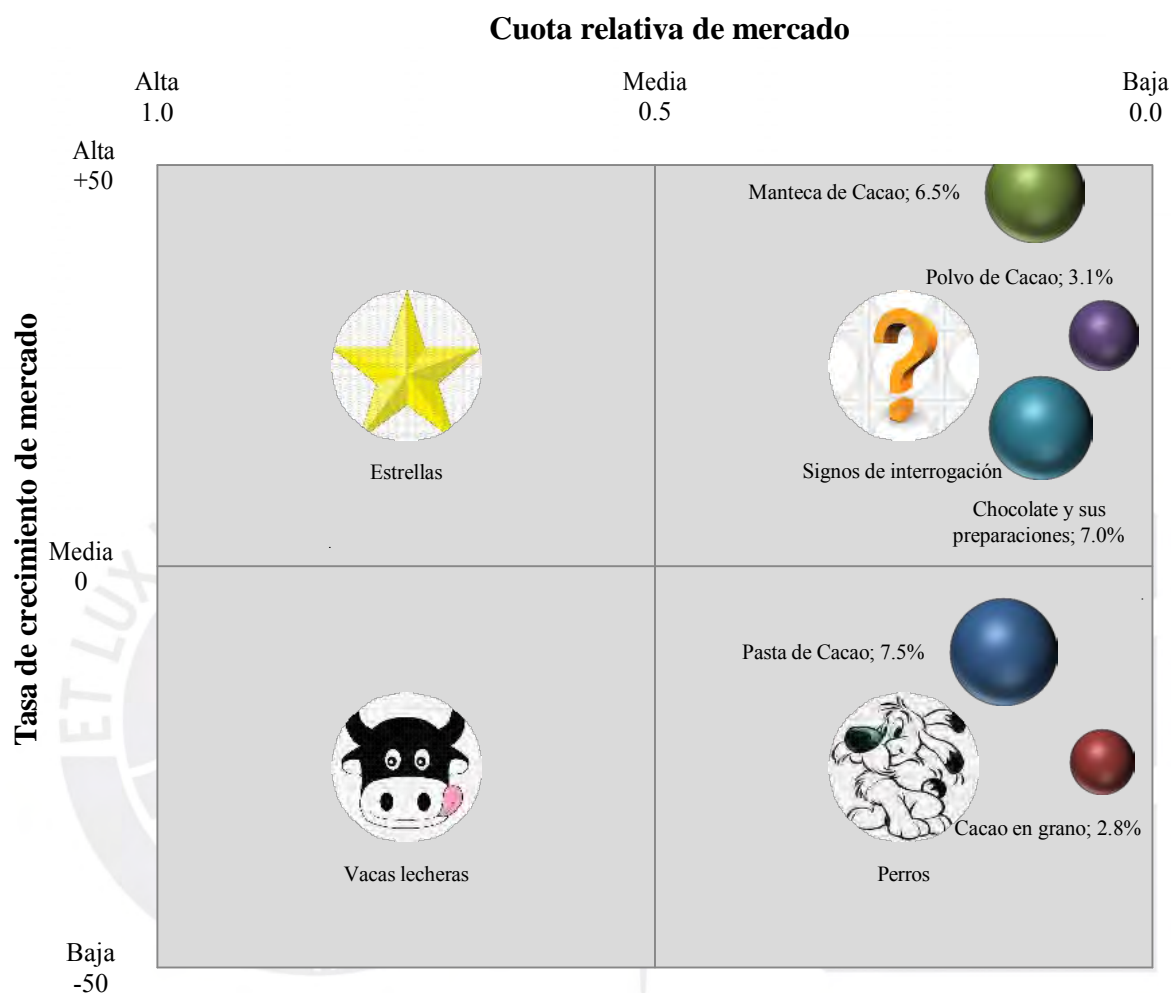 Cuota relativa de mercado
Alta
1.0
Media
0.5
Baja
0.0
Alta
+50
Manteca de Cacao; 6.5%
Polvo de Cacao; 3.1%
Estrellas
Signos de interrogación
Chocolate y sus
preparaciones; 7.0%
Tasa de crecimiento de mercado
Media
0
Pasta de Cacao; 7.5%
Cacao en grano; 2.8%
Vacas lecheras
Perros
Baja
-50
ET LUX